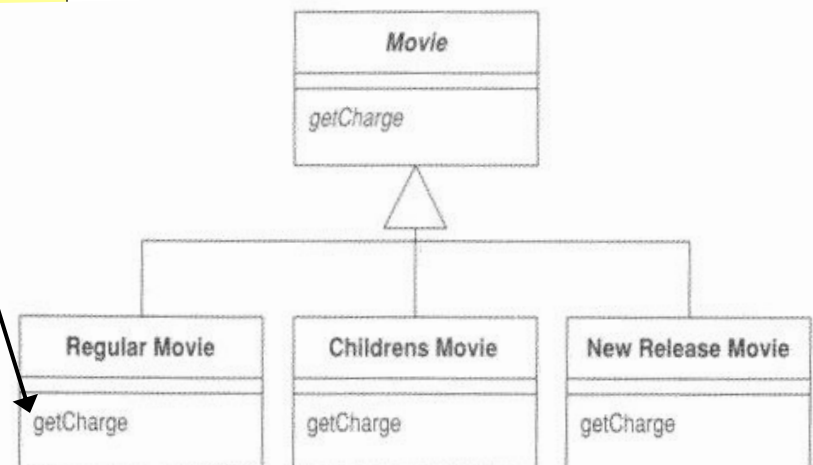 Movie
getCharge
Regular Movie
Childrens Movie
New Release Movie
getCharge
getCharge
getCharge